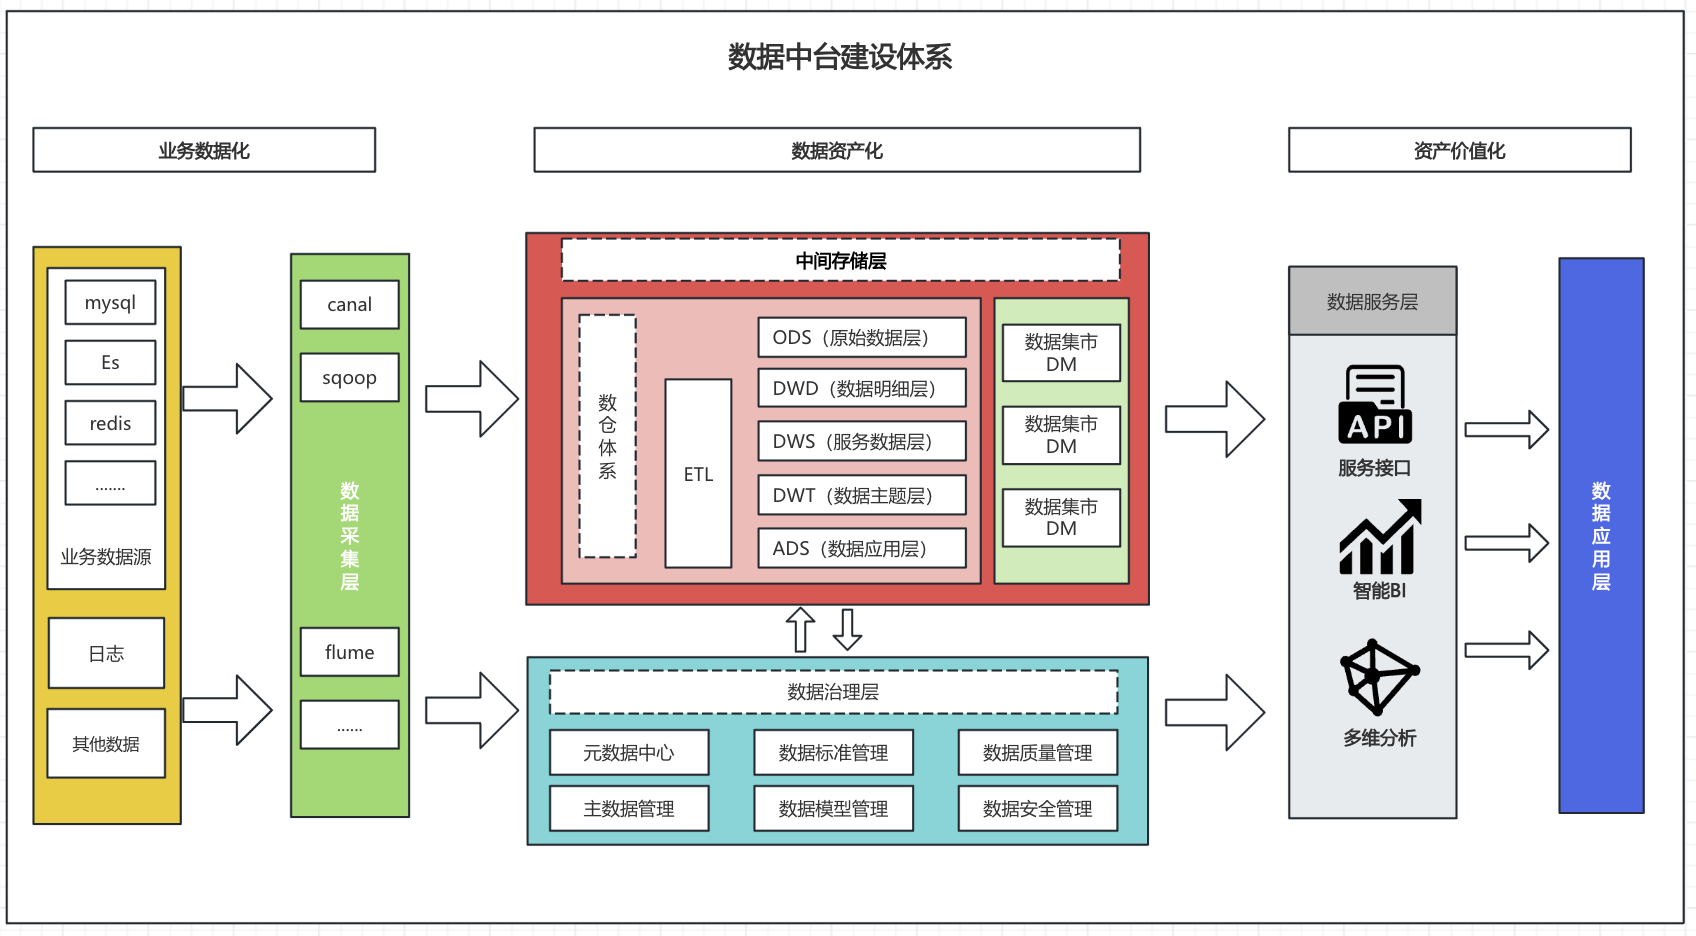 数据中台建设体系
业务数据化
数据资产化
资产价值化
mysql
Es
redis
.......
业务数据源
日志
其他数据
canal
sqoop
数据采集层
flume
......
中间存储层
数仓体系
ETL
ODS（原始数据层）
DWD（数据明细层）
DWS（服务数据层）
DWT（数据主题层）
ADS（数据应用层）
数据集市
DM
数据集市
DM
数据集市
DM
数据治理层
元数据中心
数据标准管理
数据质量管理
主数据管理
数据模型管理
数据安全管理
数据服务层
API
服务接口
智能BI
多维分析
数据应用层